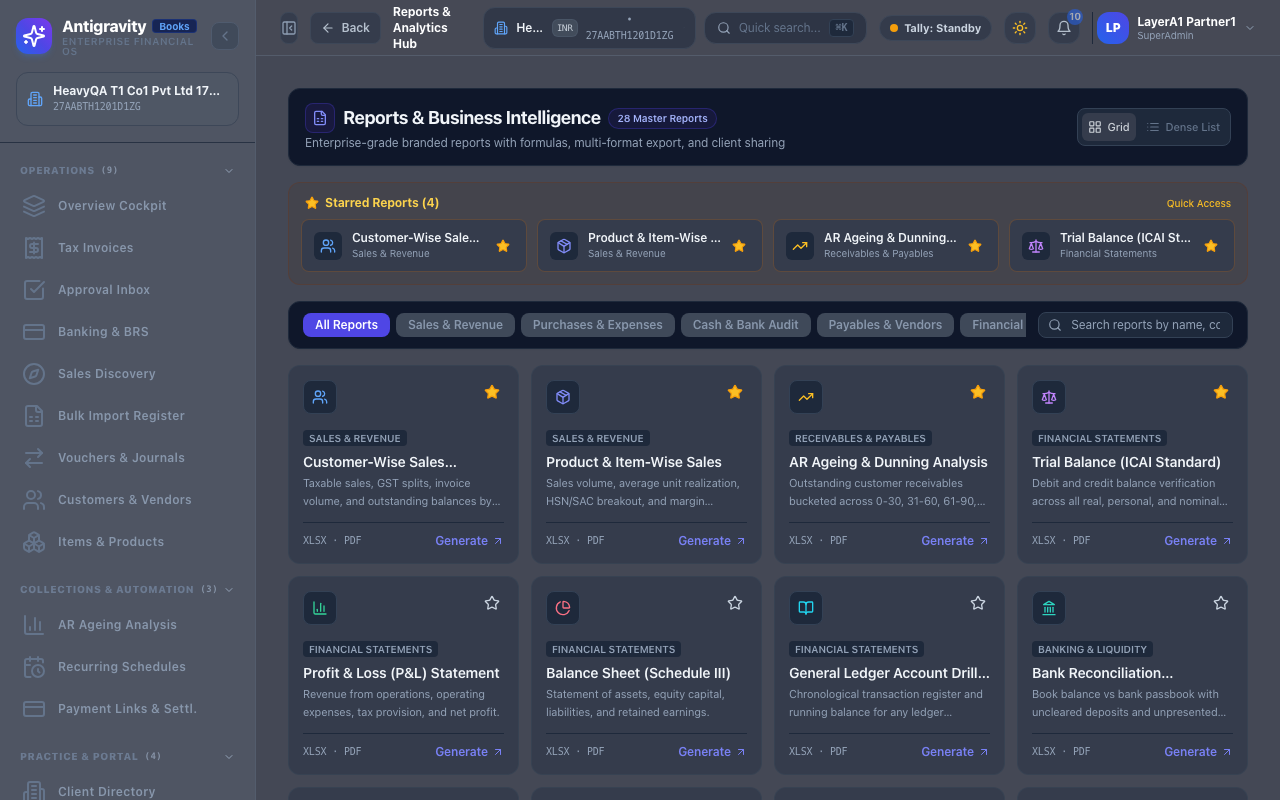 Antigravity Books
ENTERPRISE FINANCIAL OS
HeavyQA T1 Co1 Pvt Ltd 17...
27AABTH1201D1ZG
OPERATIONS (9)
Overview Cockpit
Tax Invoices
Approval Inbox
Banking & BRS
Sales Discovery
Bulk Import Register
Vouchers & Journals
Customers & Vendors
Items & Products
COLLECTIONS & AUTOMATION (3)
AR Ageing Analysis
Recurring Schedules
Payment Links & Settl.
PRACTICE & PORTAL (4)
Client Directory
Back
Reports &
Analytics
Hub
He... INR
27AABTH1201D1ZG
Quick search... ⌘K
Tally: Standby
10
LP
LayerA1 Partner1
SuperAdmin
Reports & Business Intelligence 28 Master Reports
Enterprise-grade branded reports with formulas, multi-format export, and client sharing
Grid
Dense List
Starred Reports (4)
Quick Access
Customer-Wise Sale...
Sales & Revenue
Product & Item-Wise ...
Sales & Revenue
AR Ageing & Dunning...
Receivables & Payables
Trial Balance (ICAI St...
Financial Statements
All Reports
Sales & Revenue
Purchases & Expenses
Cash & Bank Audit
Payables & Vendors
Financial
Search reports by name, cc
SALES & REVENUE
Customer-Wise Sales...
Taxable sales, GST splits, invoice
volume, and outstanding balances by...
XLSX · PDF
Generate
SALES & REVENUE
Product & Item-Wise Sales
Sales volume, average unit realization,
HSN/SAC breakout, and margin...
XLSX · PDF
Generate
RECEIVABLES & PAYABLES
AR Ageing & Dunning Analysis
Outstanding customer receivables
bucketed across 0-30, 31-60, 61-90,...
XLSX · PDF
Generate
FINANCIAL STATEMENTS
Trial Balance (ICAI Standard)
Debit and credit balance verification
across all real, personal, and nominal...
XLSX · PDF
Generate
FINANCIAL STATEMENTS
Profit & Loss (P&L) Statement
Revenue from operations, operating
expenses, tax provision, and net profit.
XLSX · PDF
Generate
FINANCIAL STATEMENTS
Balance Sheet (Schedule III)
Statement of assets, equity capital,
liabilities, and retained earnings.
XLSX · PDF
Generate
FINANCIAL STATEMENTS
General Ledger Account Drill...
Chronological transaction register and
running balance for any ledger...
XLSX · PDF
Generate
BANKING & LIQUIDITY
Bank Reconciliation...
Book balance vs bank passbook with
uncleared deposits and unpresented...
XLSX · PDF
Generate